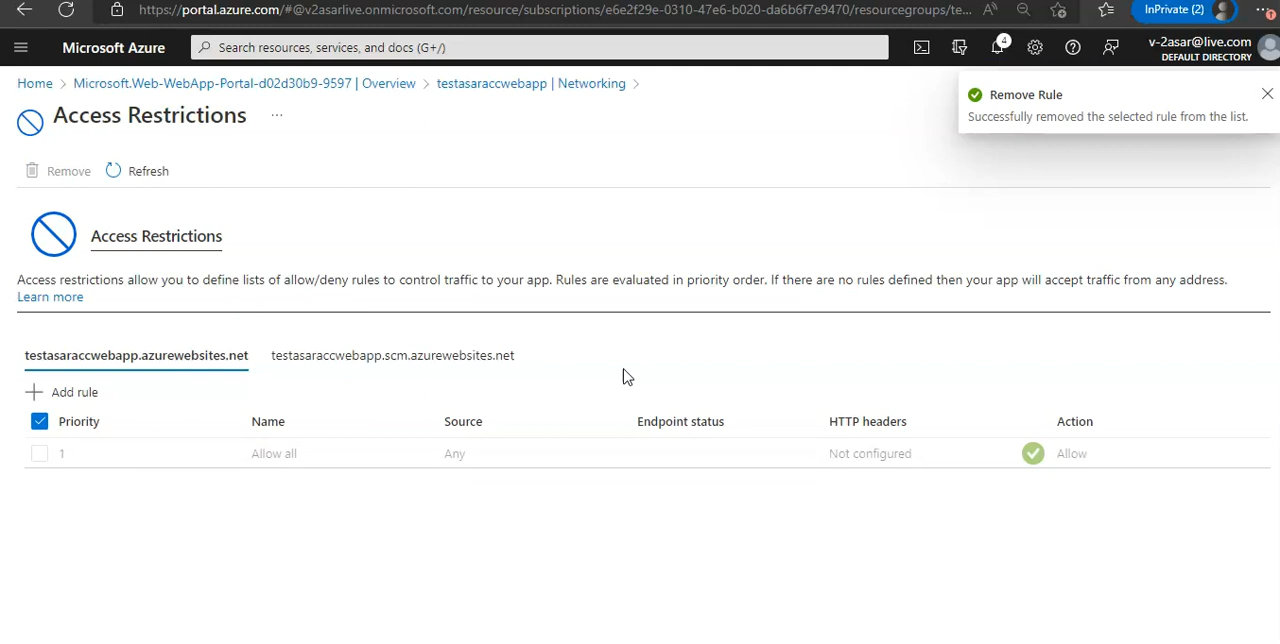 https://portal.azure.com/#@v2asarlive.onmicrosoft.com/resource/subscriptions/e6e2f29e-0310-47e6-b020-da6b6f7e9470/resourcegroups/te...
InPrivate (2)
Microsoft Azure
Search resources, services, and docs (G+/)
4
v-2asar@live.com
DEFAULT DIRECTORY
Home > Microsoft.Web-WebApp-Portal-d02d30b9-9597 | Overview > testasaraccwebapp | Networking >
Access Restrictions ...
Remove Rule
Successfully removed the selected rule from the list.
Remove Refresh
Access Restrictions
Access restrictions allow you to define lists of allow/deny rules to control traffic to your app. Rules are evaluated in priority order. If there are no rules defined then your app will accept traffic from any address.
Learn more
testasaraccwebapp.azurewebsites.net testasaraccwebapp.scm.azurewebsites.net
Add rule
Priority Name Source Endpoint status HTTP headers Action
1 Allow all Any Not configured Allow